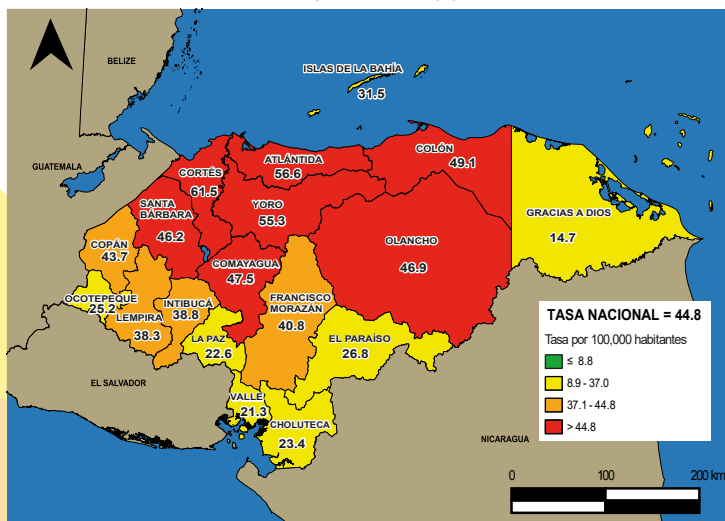 BELIZE
ISLAS DE LA BAHÍA
31.5
GUATEMALA
CORTÉS
61.5
ATLÁNTIDA
56.6
COLÓN
49.1
SANTA
BÁRBARA
46.2
YORO
55.3
GRACIAS A DIOS
14.7
COPÁN
43.7
COMAYAGUA
47.5
OLANCHO
46.9
OCOTEPEQUE
25.2
LEMPIRA
38.3
INTIBUCÁ
38.8
FRANCISCO
MORAZÁN
40.8
LA PAZ
22.6
EL PARAÍSO
26.8
EL SALVADOR
VALLE
21.3
CHOLUTECA
23.4
NICARAGUA
TASA NACIONAL = 44.8
Tasa por 100,000 habitantes
≤ 8.8
8.9 - 37.0
37.1 - 44.8
> 44.8
0 100 200 km